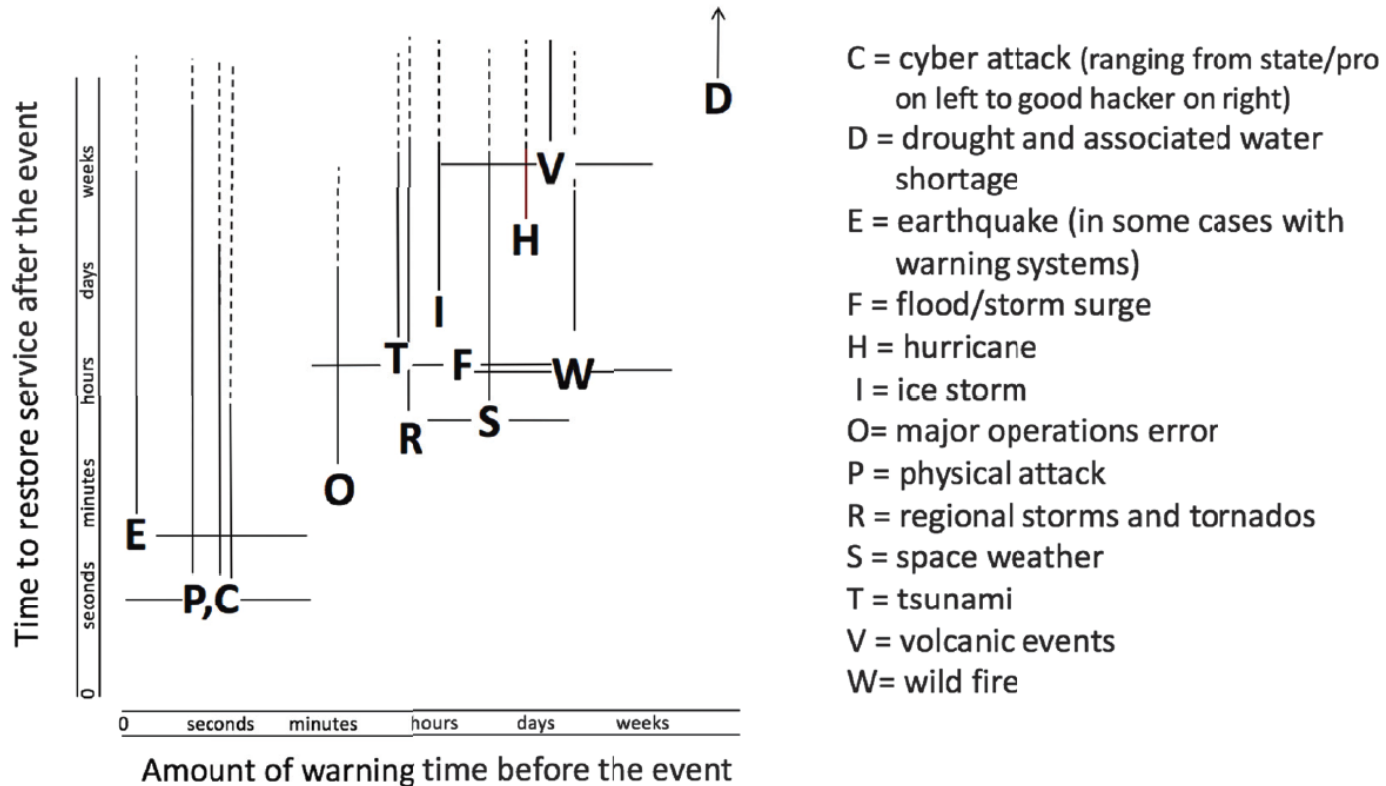 Time to restore service after the event
weeks
days
hours
minutes
seconds
0
D
V
H
I
T
F
W
R
S
O
E
P,C
0 seconds minutes hours days weeks
Amount of warning time before the event
C = cyber attack (ranging from state/pro
on left to good hacker on right)
D = drought and associated water
shortage
E = earthquake (in some cases with
warning systems)
F = flood/storm surge
H = hurricane
I = ice storm
O= major operations error
P = physical attack
R = regional storms and tornados
S = space weather
T = tsunami
V = volcanic events
W= wild fire